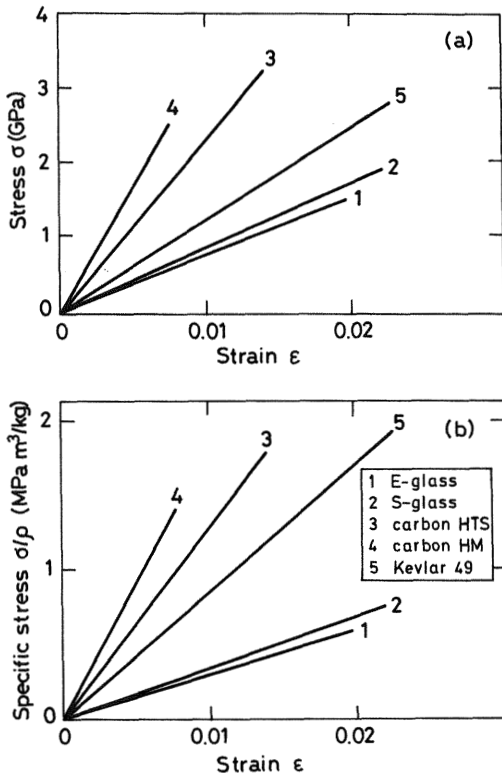 4
(a)
3
3
4
5
Stress σ (GPa)
2
2
1
1
0
0
0.01
0.02
Strain ε
2
5
(b)
3
4
1 E-glass
2 S-glass
3 carbon HTS
4 carbon HM
5 Kevlar 49
Specific stress σ/ρ (MPa m³/kg)
1
2
1
0
0
0.01
0.02
Strain ε